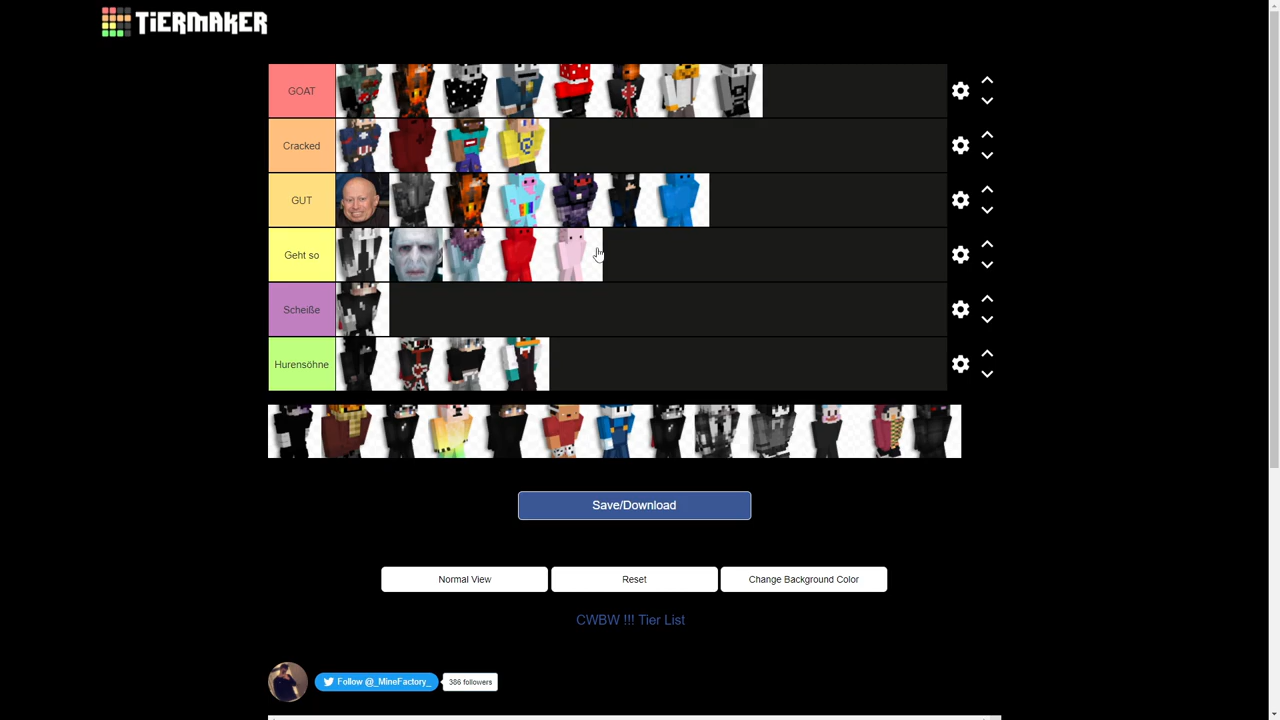 TiERMAKER
GOAT
Cracked
GUT
Geht so
Scheiße
Hurensöhne
Save/Download
Normal View
Reset
Change Background Color
CWBW !!! Tier List
Follow @_MineFactory_
386 followers